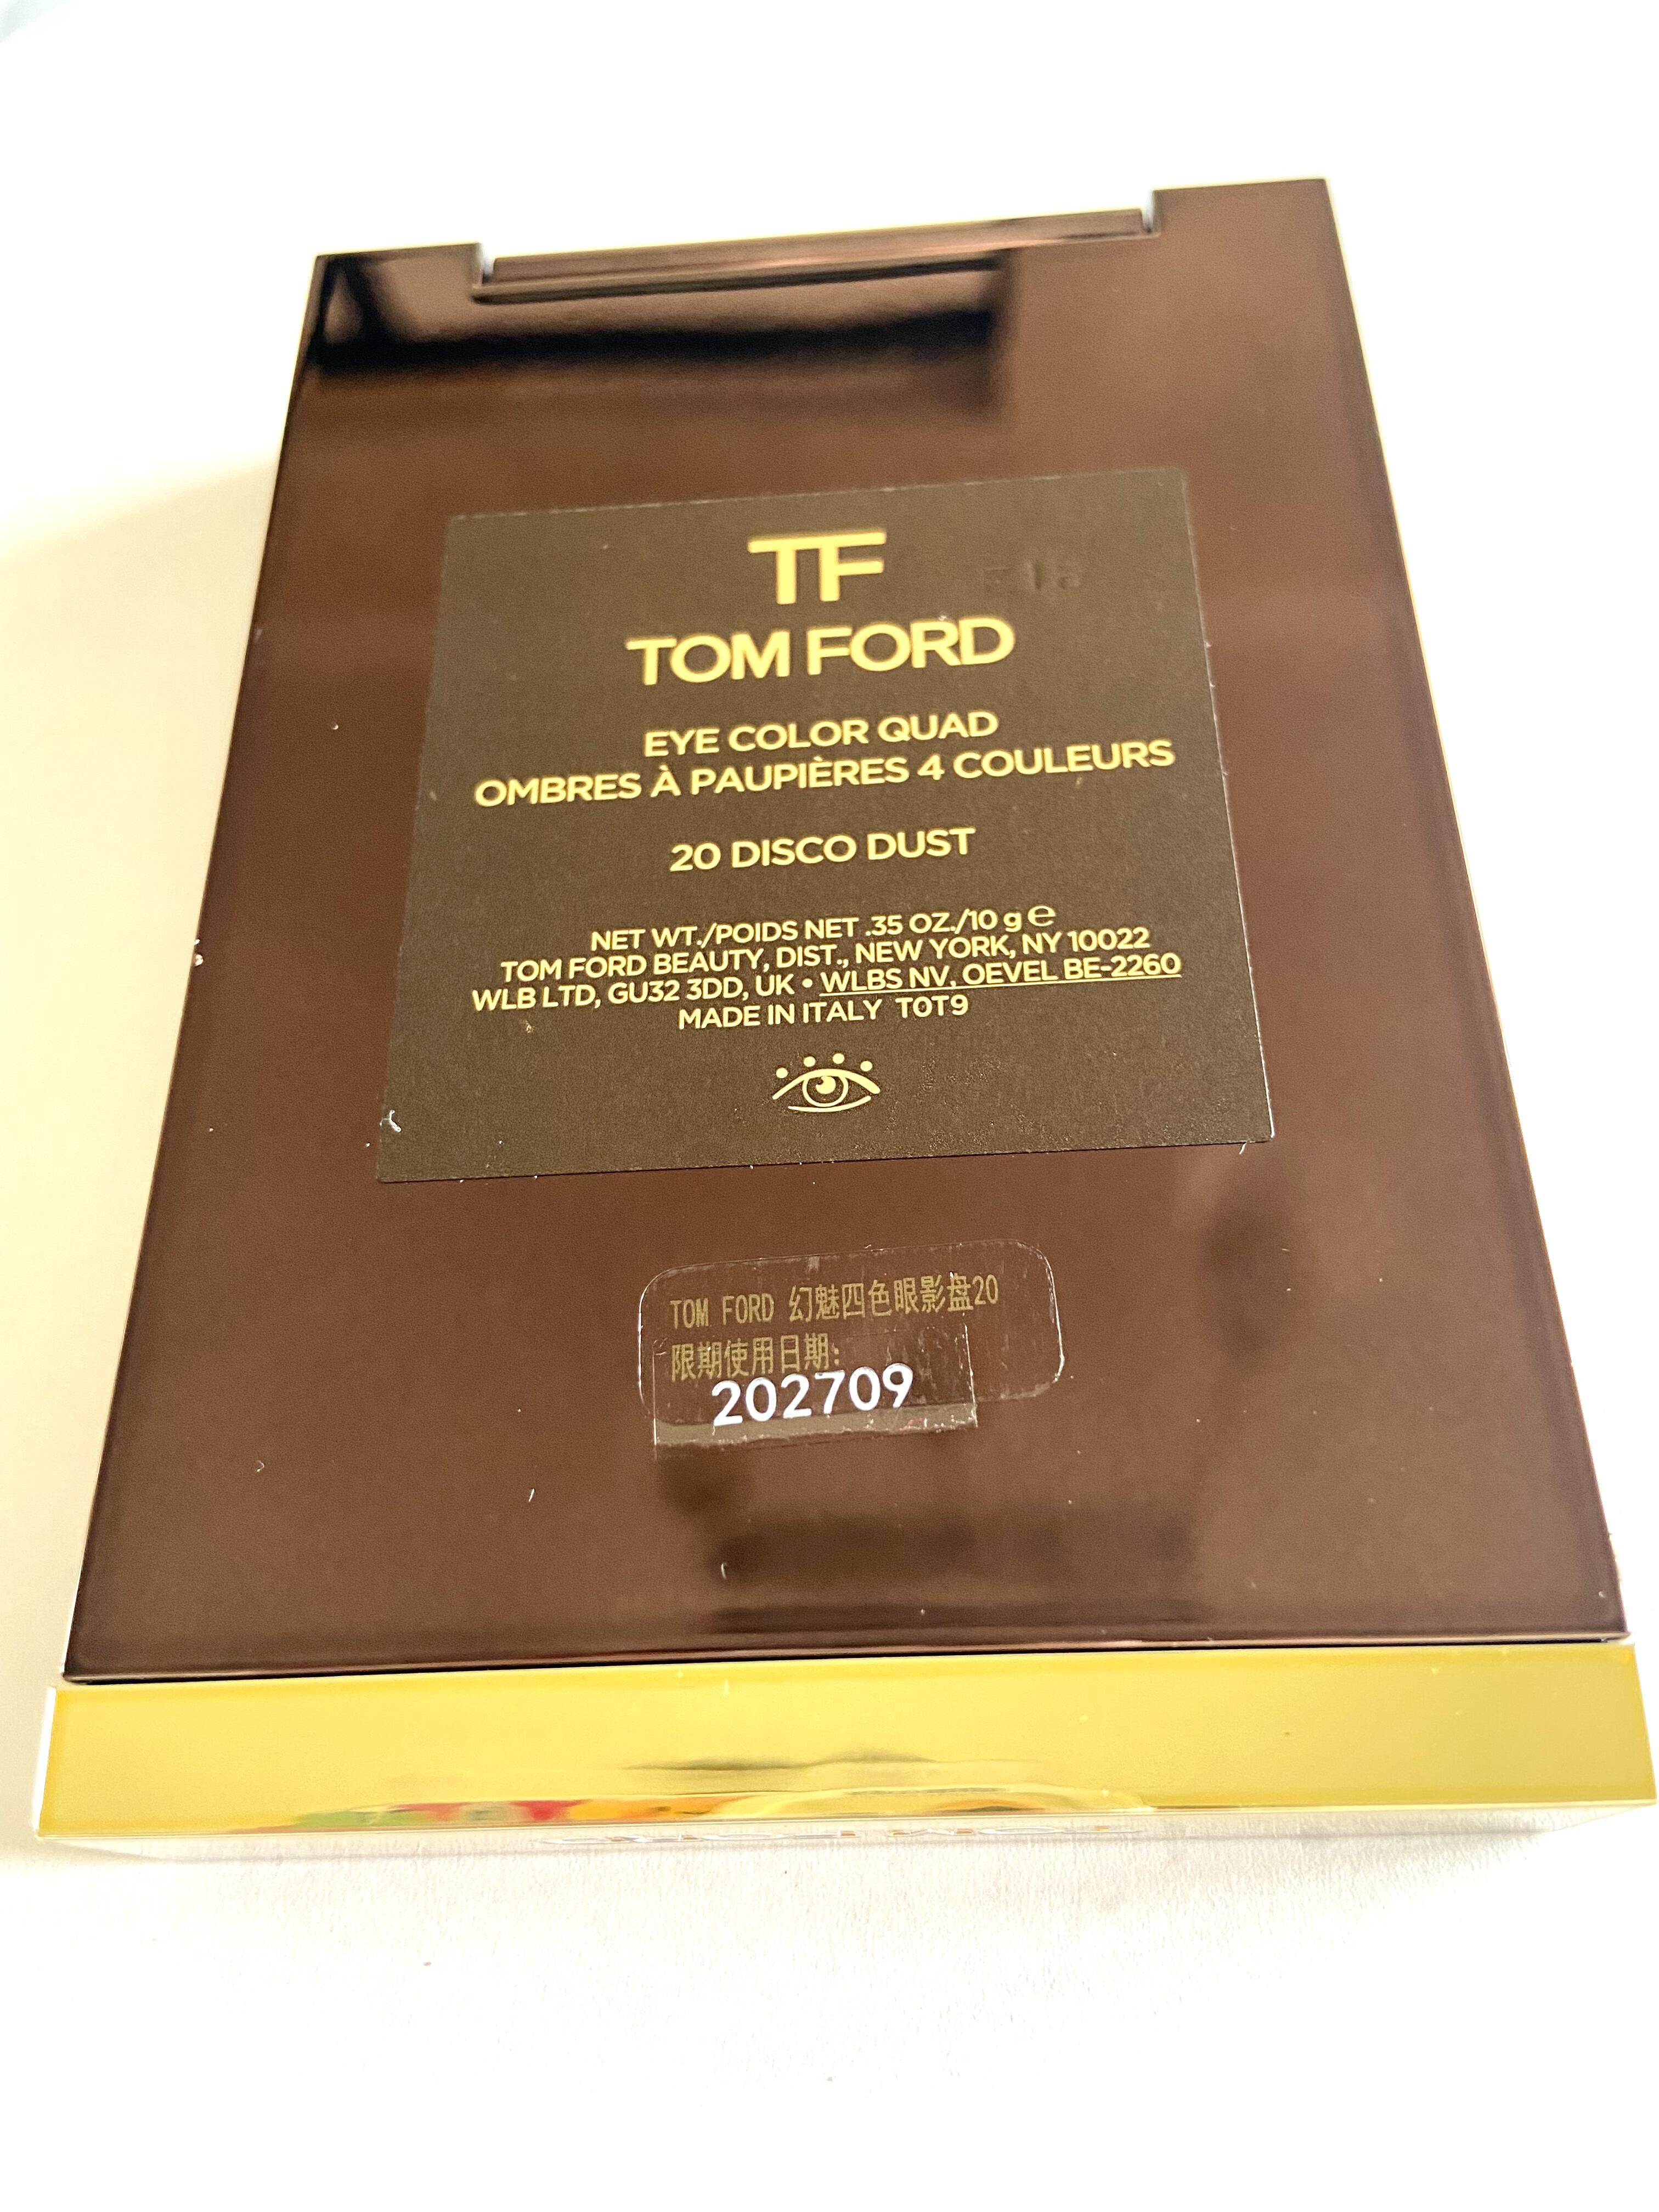 TF
TOM FORD
EYE COLOR QUAD
OMBRES À PAUPIÈRES 4 COULEURS
20 DISCO DUST
NET WT./POIDS NET .35 OZ./10 g ℮
TOM FORD BEAUTY, DIST., NEW YORK, NY 10022
WLB LTD, GU32 3DD, UK • WLBS NV, OEVEL BE-2260
MADE IN ITALY T0T9
TOM FORD 幻魅四色眼影盘20
限期使用日期:
202709